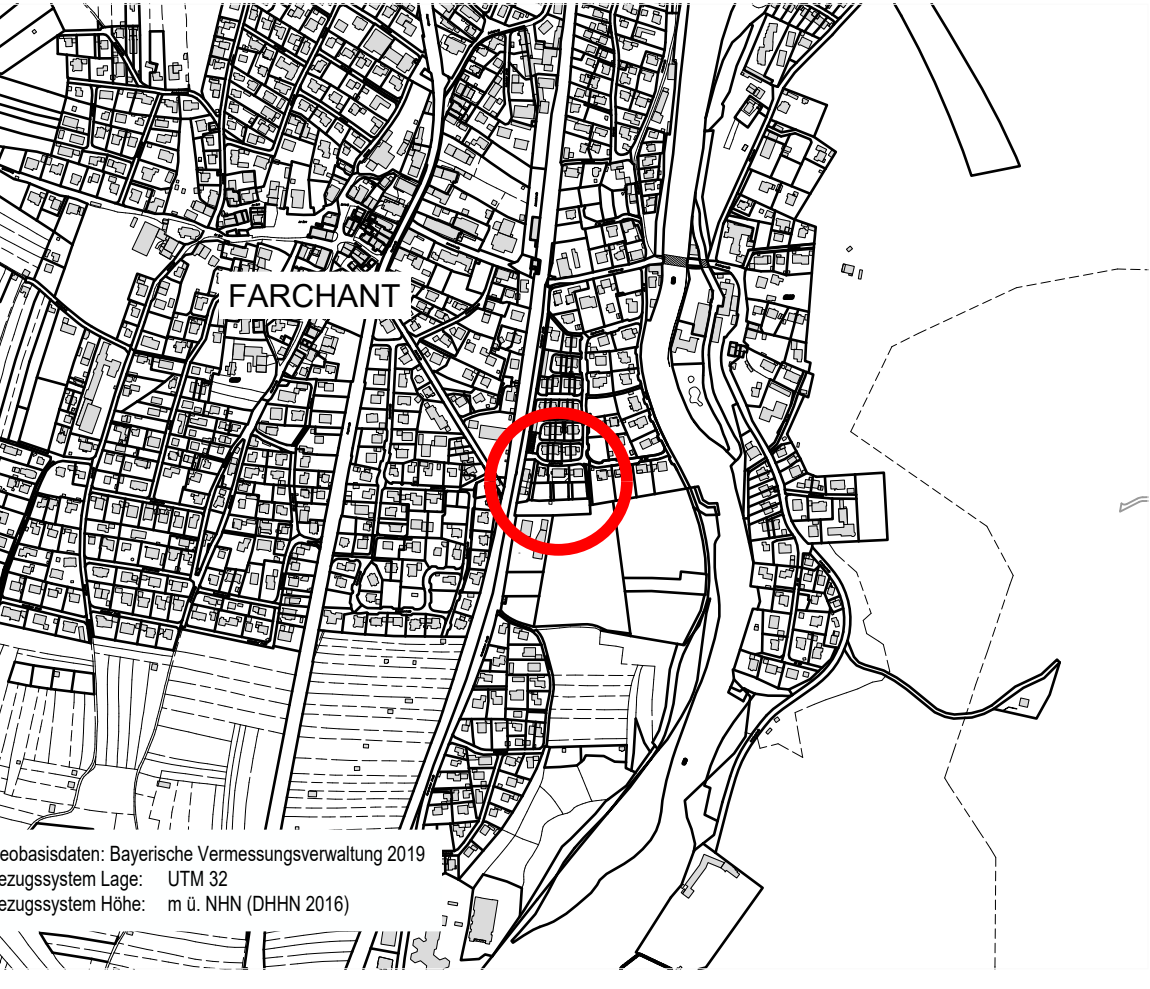 FARCHANT
eobasisdaten: Bayerische Vermessungsverwaltung 2019
ezugssystem Lage: UTM 32
ezugssystem Höhe: m ü. NHN (DHHN 2016)